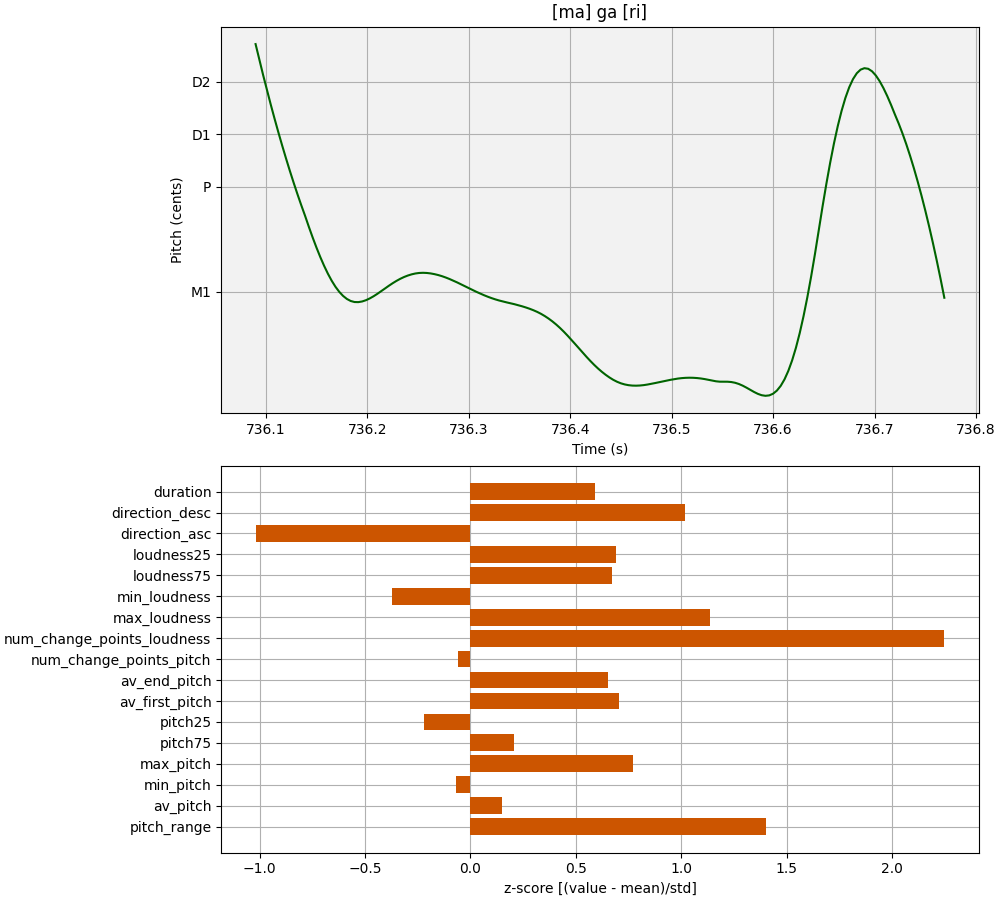 [ma] ga [ri]
D2
D1
P
M1
Pitch (cents)
736.1 736.2 736.3 736.4 736.5 736.6 736.7 736.8
Time (s)
duration
direction_desc
direction_asc
loudness25
loudness75
min_loudness
max_loudness
num_change_points_loudness
num_change_points_pitch
av_end_pitch
av_first_pitch
pitch25
pitch75
max_pitch
min_pitch
av_pitch
pitch_range
−1.0 −0.5 0.0 0.5 1.0 1.5 2.0
z-score [(value - mean)/std]